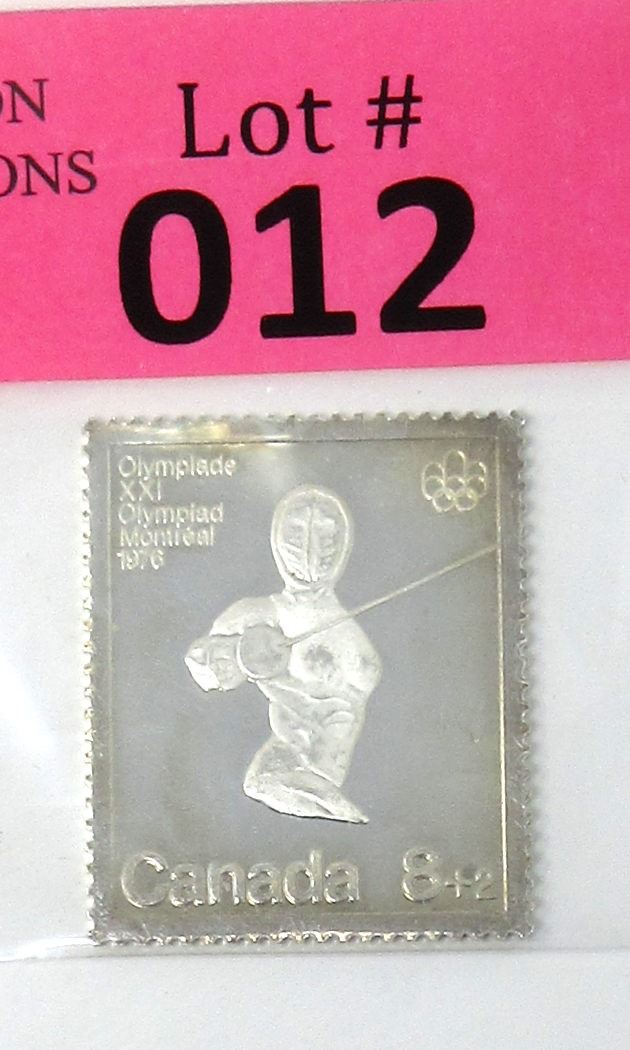 ON
ONS
Lot #
012
Olympiade
XXI
Olympiad
Montréal
1976
Canada 8+2